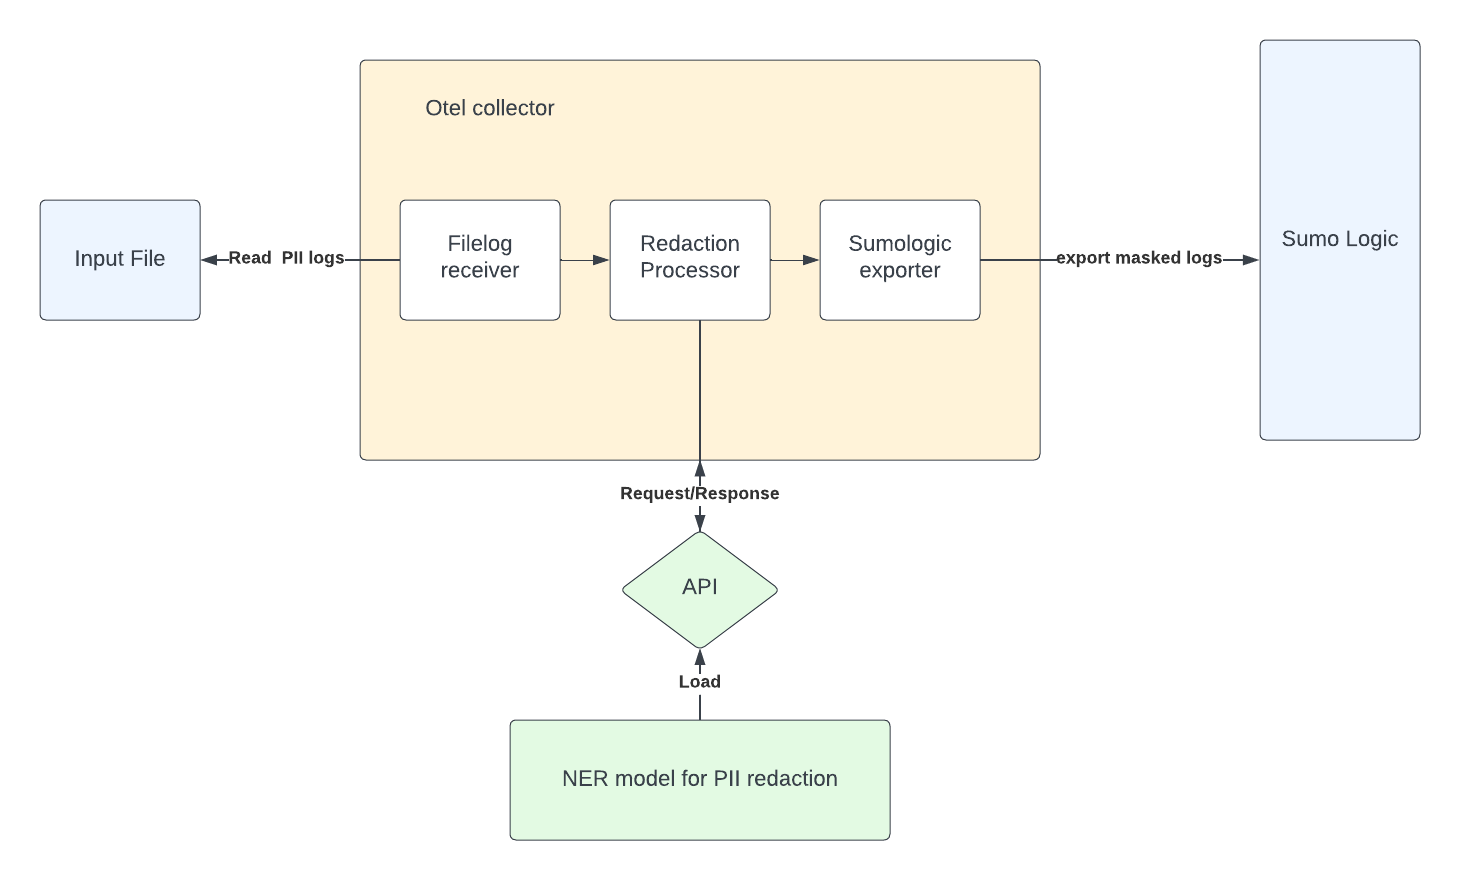 Otel collector
Input File
Read  PII logs
Filelog
receiver
Redaction
Processor
Sumologic
exporter
export masked logs
Sumo Logic
Request/Response
API
Load
NER model for PII redaction